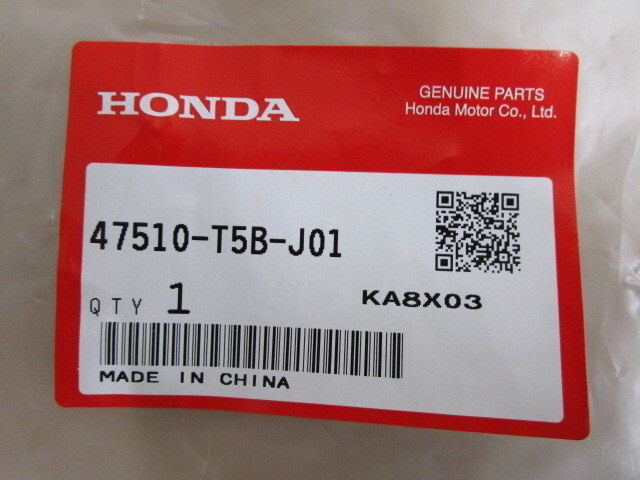 HONDA
GENUINE PARTS
Honda Motor Co., Ltd.
47510-T5B-J01
QTY 1
KA8X03
MADE IN CHINA